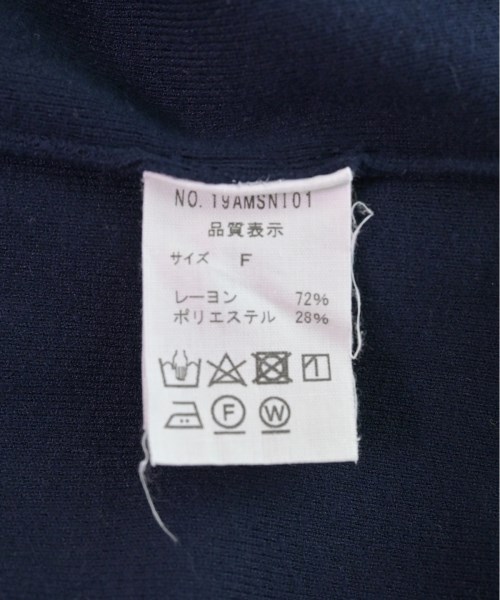 NO. 19AMSNI01
品質表示
サイズ F
レーヨン 72%
ポリエステル 28%
F W